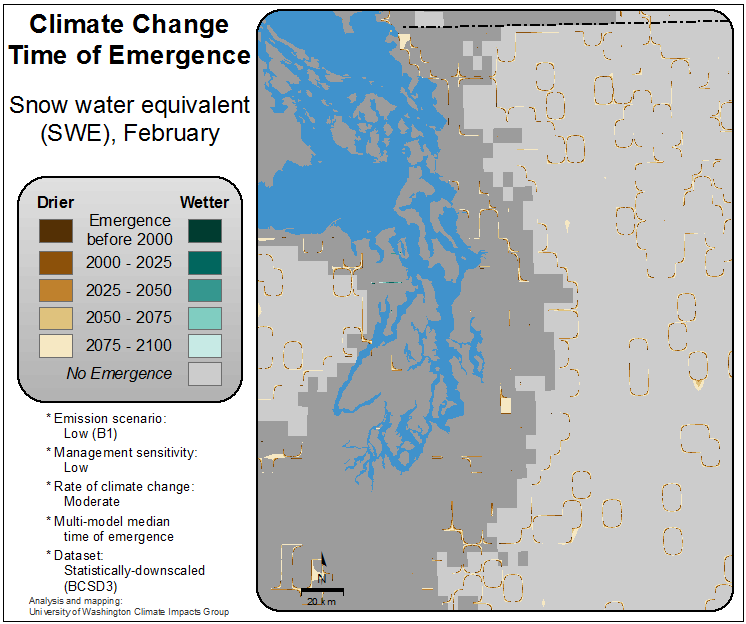 Climate Change
Time of Emergence
Snow water equivalent
(SWE), February
Drier
Wetter
Emergence
before 2000
2000 - 2025
2025 - 2050
2050 - 2075
2075 - 2100
No Emergence
* Emission scenario:
Low (B1)
* Management sensitivity:
Low
* Rate of climate change:
Moderate
* Multi-model median
time of emergence
* Dataset:
Statistically-downscaled
(BCSD3)
Analysis and mapping:
University of Washington Climate Impacts Group
N
20 km